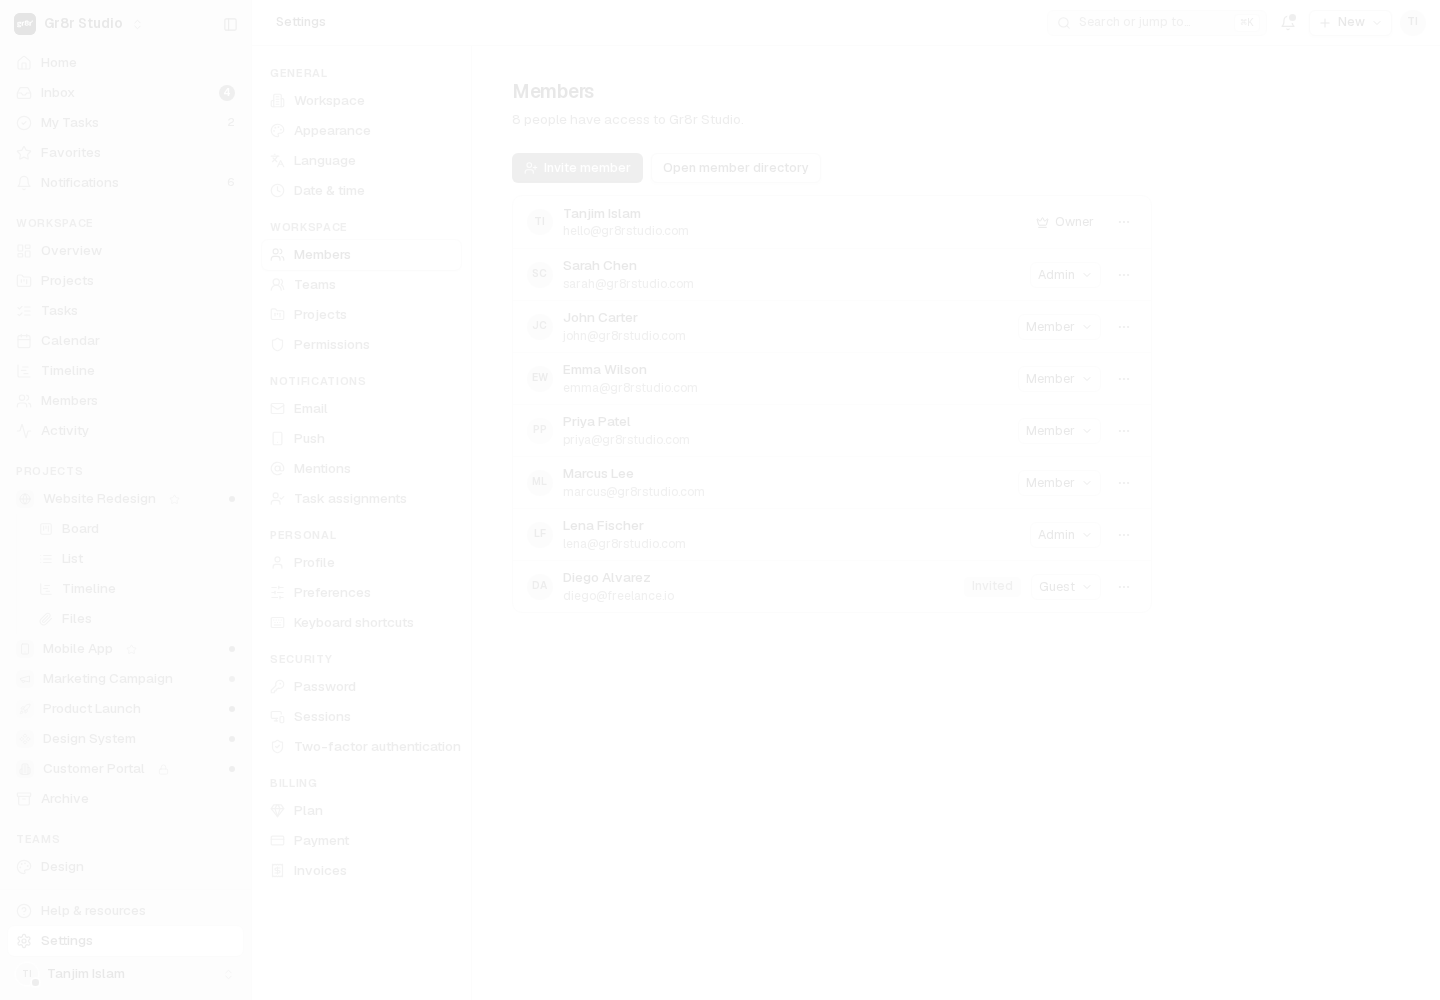 gr8r
Gr8r Studio
Home
Inbox 4
My Tasks 2
Favorites
Notifications 6
WORKSPACE
Overview
Projects
Tasks
Calendar
Timeline
Members
Activity
PROJECTS
Website Redesign
Board
List
Timeline
Files
Mobile App
Marketing Campaign
Product Launch
Design System
Customer Portal
Archive
TEAMS
Design
Help & resources
Settings
TI Tanjim Islam
Settings
Search or jump to... ⌘K
New
TI
GENERAL
Workspace
Appearance
Language
Date & time
WORKSPACE
Members
Teams
Projects
Permissions
NOTIFICATIONS
Email
Push
Mentions
Task assignments
PERSONAL
Profile
Preferences
Keyboard shortcuts
SECURITY
Password
Sessions
Two-factor authentication
BILLING
Plan
Payment
Invoices
Members
8 people have access to Gr8r Studio.
Invite member
Open member directory
TI Tanjim Islam Owner
hello@gr8rstudio.com
SC Sarah Chen Admin
sarah@gr8rstudio.com
JC John Carter Member
john@gr8rstudio.com
EW Emma Wilson Member
emma@gr8rstudio.com
PP Priya Patel Member
priya@gr8rstudio.com
ML Marcus Lee Member
marcus@gr8rstudio.com
LF Lena Fischer Admin
lena@gr8rstudio.com
DA Diego Alvarez Invited Guest
diego@freelance.io